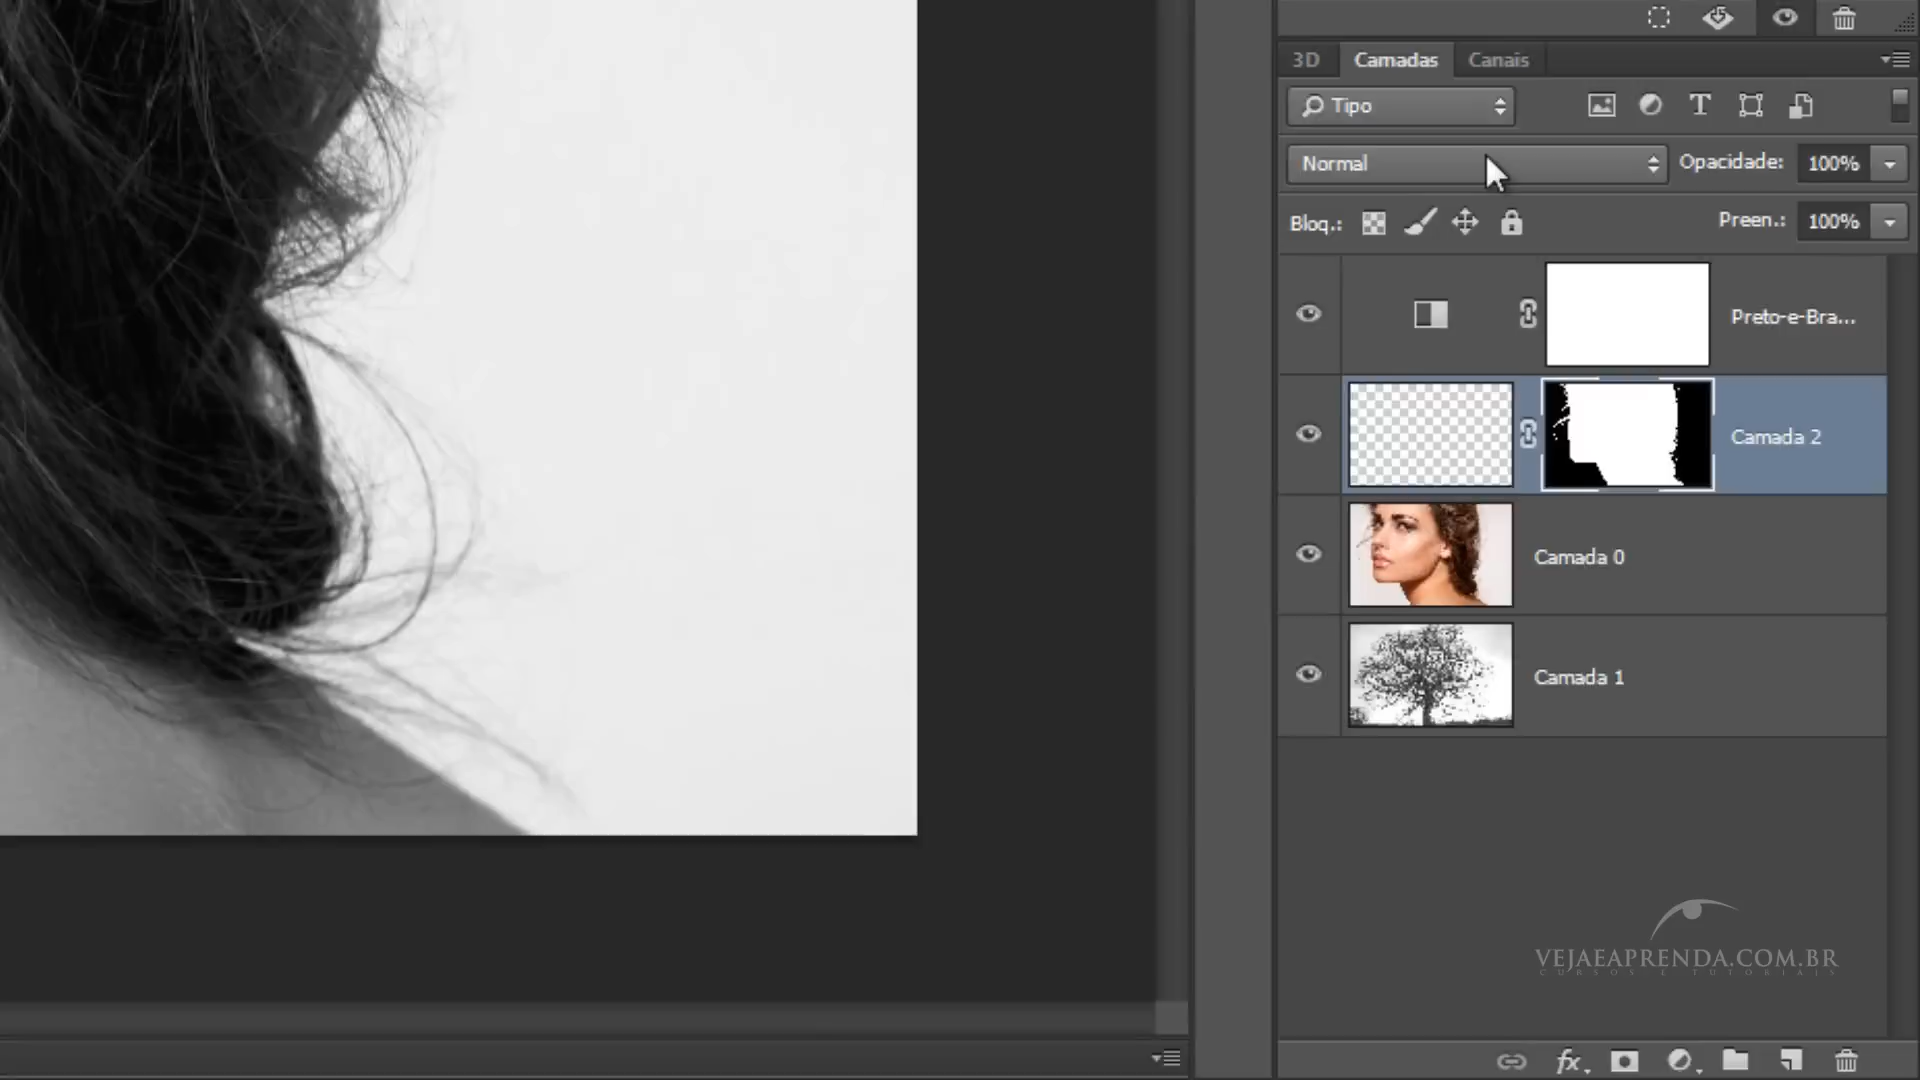 3D Camadas Canais
Tipo
Normal Opacidade: 100%
Bloq.: Preen.: 100%
Preto-e-Bra...
Camada 2
Camada 0
Camada 1
VEJAEAPRENDA.COM.BR
CURSOS E TUTORIAIS
fx